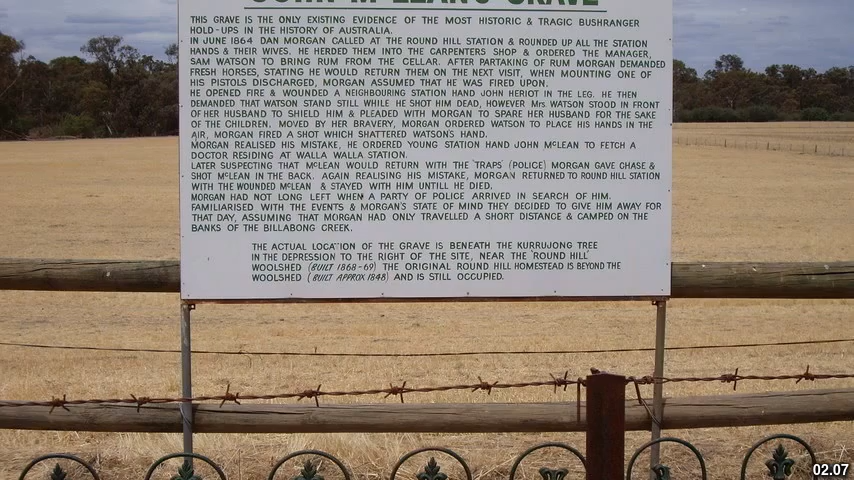 JOHN McLEAN'S GRAVE
THIS GRAVE IS THE ONLY EXISTING EVIDENCE OF THE MOST HISTORIC & TRAGIC BUSHRANGER
HOLD-UPS IN THE HISTORY OF AUSTRALIA.
IN JUNE 1864 DAN MORGAN CALLED AT THE ROUND HILL STATION & ROUNDED UP ALL THE STATION
HANDS & THEIR WIVES. HE HERDED THEM INTO THE CARPENTERS SHOP & ORDERED THE MANAGER,
SAM WATSON TO BRING RUM FROM THE CELLAR. AFTER PARTAKING OF RUM MORGAN DEMANDED
FRESH HORSES, STATING HE WOULD RETURN THEM ON THE NEXT VISIT, WHEN MOUNTING ONE OF
HIS PISTOLS DISCHARGED, MORGAN ASSUMED THAT HE WAS FIRED UPON.
HE OPENED FIRE & WOUNDED A NEIGHBOURING STATION HAND JOHN HERIOT IN THE LEG. HE THEN
DEMANDED THAT WATSON STAND STILL WHILE HE SHOT HIM DEAD, HOWEVER Mrs. WATSON STOOD IN FRONT
OF HER HUSBAND TO SHIELD HIM & PLEADED WITH MORGAN TO SPARE HER HUSBAND FOR THE SAKE
OF THE CHILDREN. MOVED BY HER BRAVERY, MORGAN ORDERED WATSON TO PLACE HIS HANDS IN THE
AIR, MORGAN FIRED A SHOT WHICH SHATTERED WATSON'S HAND.
MORGAN REALISED HIS MISTAKE, HE ORDERED YOUNG STATION HAND JOHN McLEAN TO FETCH A
DOCTOR RESIDING AT WALLA WALLA STATION.
LATER SUSPECTING THAT McLEAN WOULD RETURN WITH THE 'TRAPS' (POLICE) MORGAN GAVE CHASE &
SHOT McLEAN IN THE BACK. AGAIN REALISING HIS MISTAKE, MORGAN RETURNED TO ROUND HILL STATION
WITH THE WOUNDED McLEAN & STAYED WITH HIM UNTILL HE DIED.
MORGAN HAD NOT LONG LEFT WHEN A PARTY OF POLICE ARRIVED IN SEARCH OF HIM.
FAMILIARISED WITH THE EVENTS & MORGAN'S STATE OF MIND THEY DECIDED TO GIVE HIM AWAY FOR
THAT DAY, ASSUMING THAT MORGAN HAD ONLY TRAVELLED A SHORT DISTANCE & CAMPED ON THE
BANKS OF THE BILLABONG CREEK.
THE ACTUAL LOCATION OF THE GRAVE IS BENEATH THE KURRUJONG TREE
IN THE DEPRESSION TO THE RIGHT OF THE SITE, NEAR THE 'ROUND HILL'
WOOLSHED (BUILT 1868-69) THE ORIGINAL ROUND HILL HOMESTEAD IS BEYOND THE
WOOLSHED (BUILT APPROX 1848) AND IS STILL OCCUPIED.
02.07